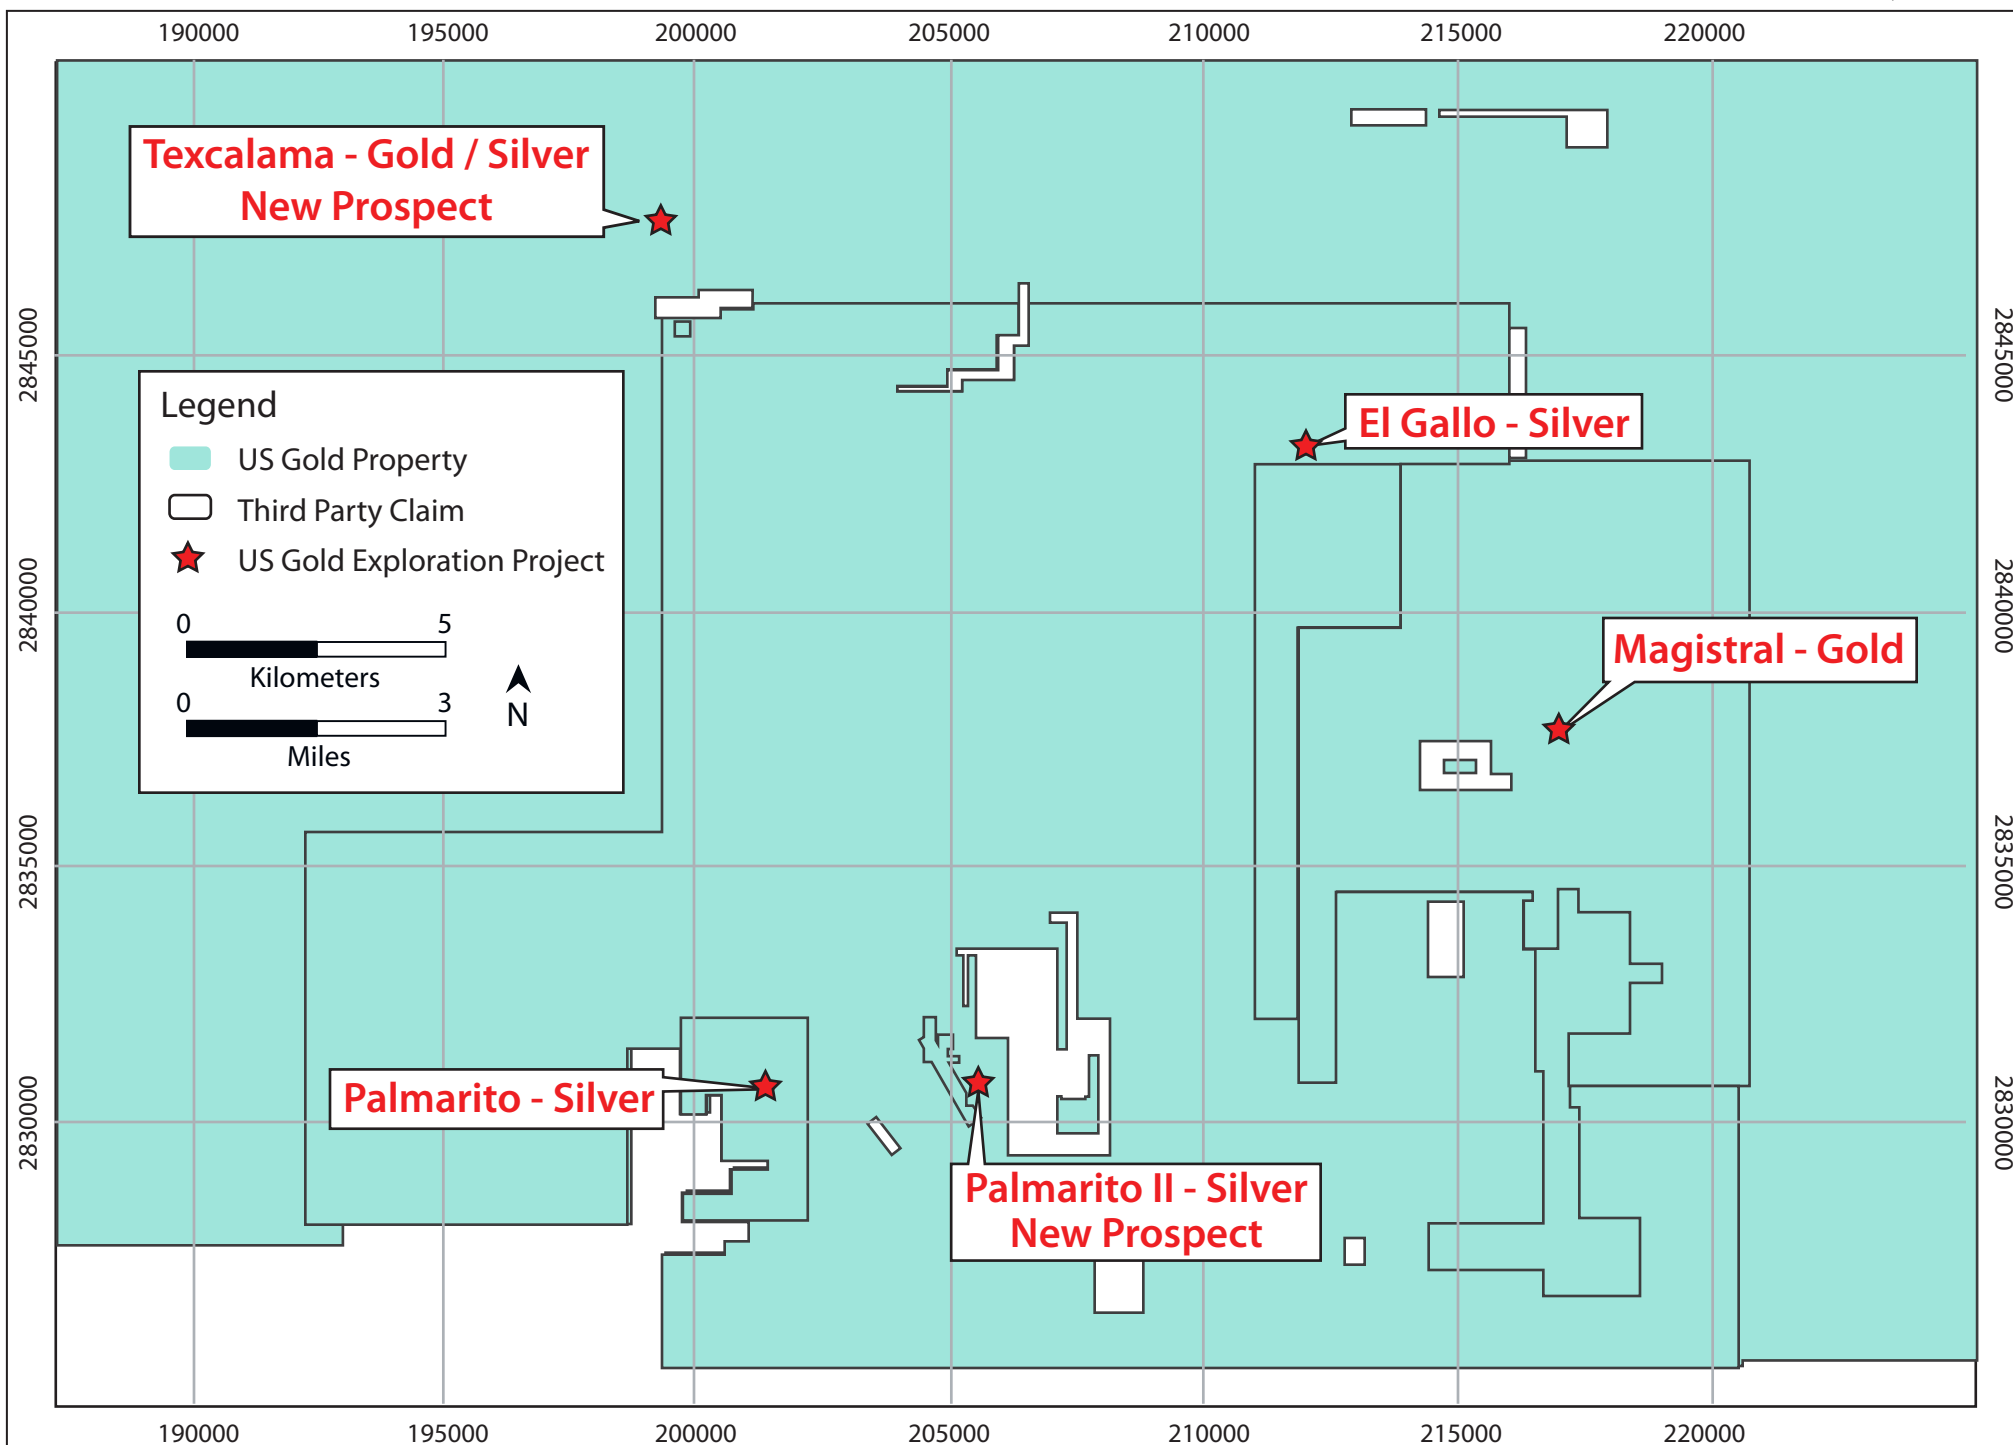 190000 195000 200000 205000 210000 215000 220000
Texcalama - Gold / Silver
New Prospect
2845000
2845000
El Gallo - Silver
Legend
US Gold Property
Third Party Claim
US Gold Exploration Project
0 5
Kilometers
0 3
Miles
N
2840000
2840000
Magistral - Gold
2835000
2835000
Palmarito - Silver
2830000
2830000
Palmarito II - Silver
New Prospect
190000 195000 200000 205000 210000 215000 220000